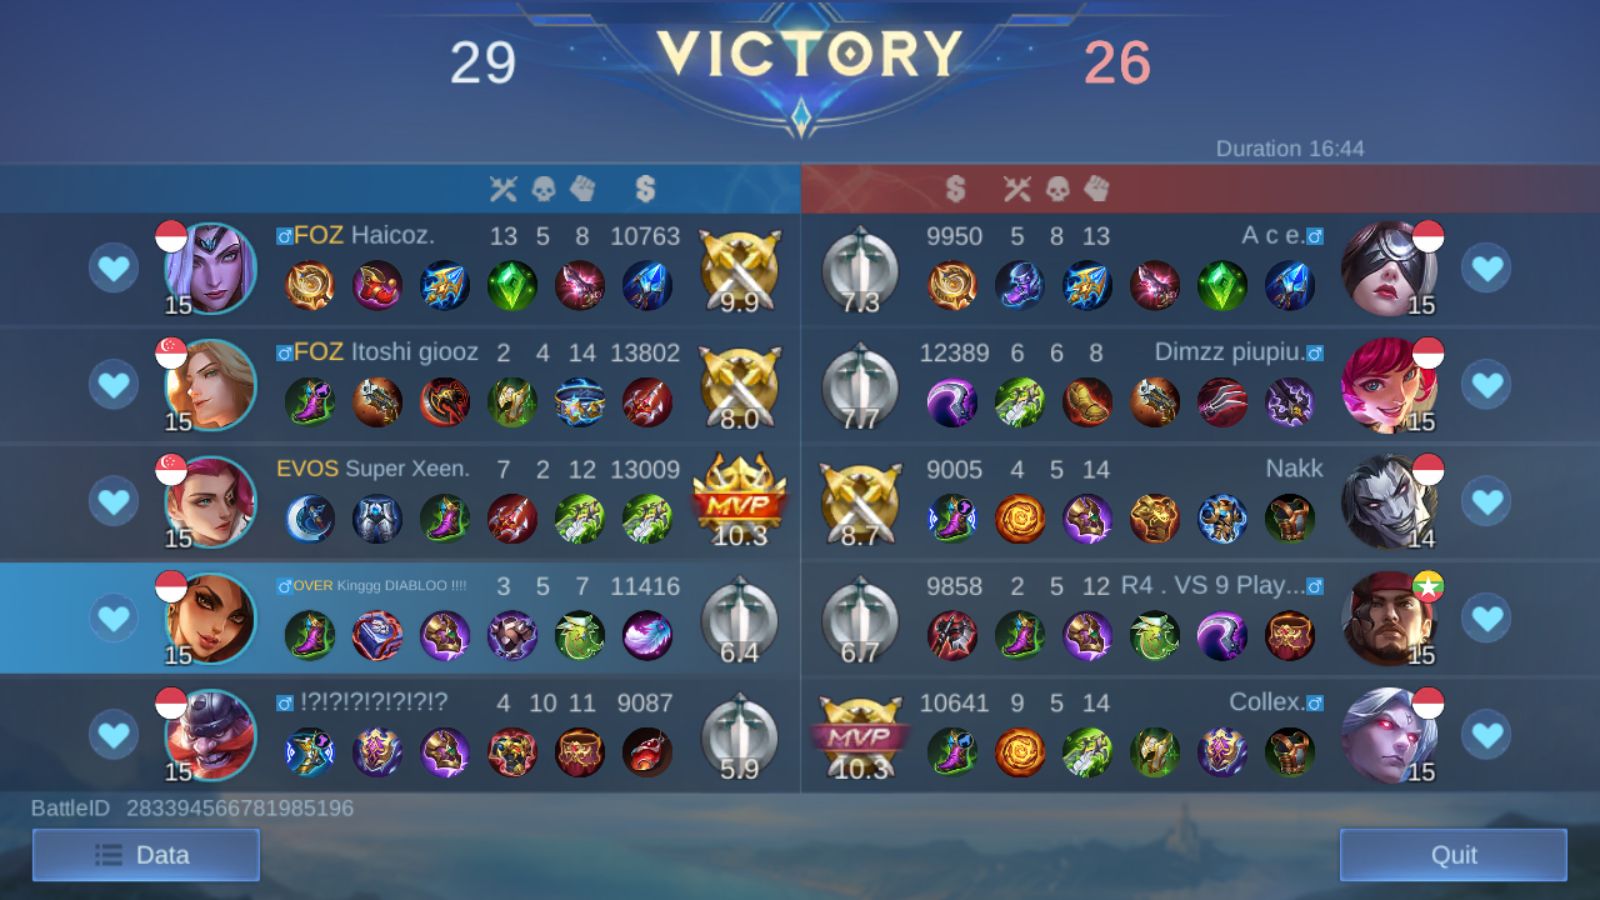 29 VICTORY 26
Duration 16:44
FOZ Haicoz. 13 5 8 10763
15 9.9
9950 5 8 13 A c e.
7.3 15
FOZ Itoshi giooz 2 4 14 13802
15 8.0
12389 6 6 8 Dimzz piupiu.
7.7 15
EVOS Super Xeen. 7 2 12 13009
MVP
15 10.3
9005 4 5 14 Nakk
8.7 14
OVER Kinggg DIABLOO !!!! 3 5 7 11416
15 6.4
9858 2 5 12 R4 . VS 9 Play...
6.7 15
!?!?!?!?!?!?!? 4 10 11 9087
15 5.9
10641 9 5 14 Collex.
MVP
10.3 15
BattleID 283394566781985196
Data
Quit